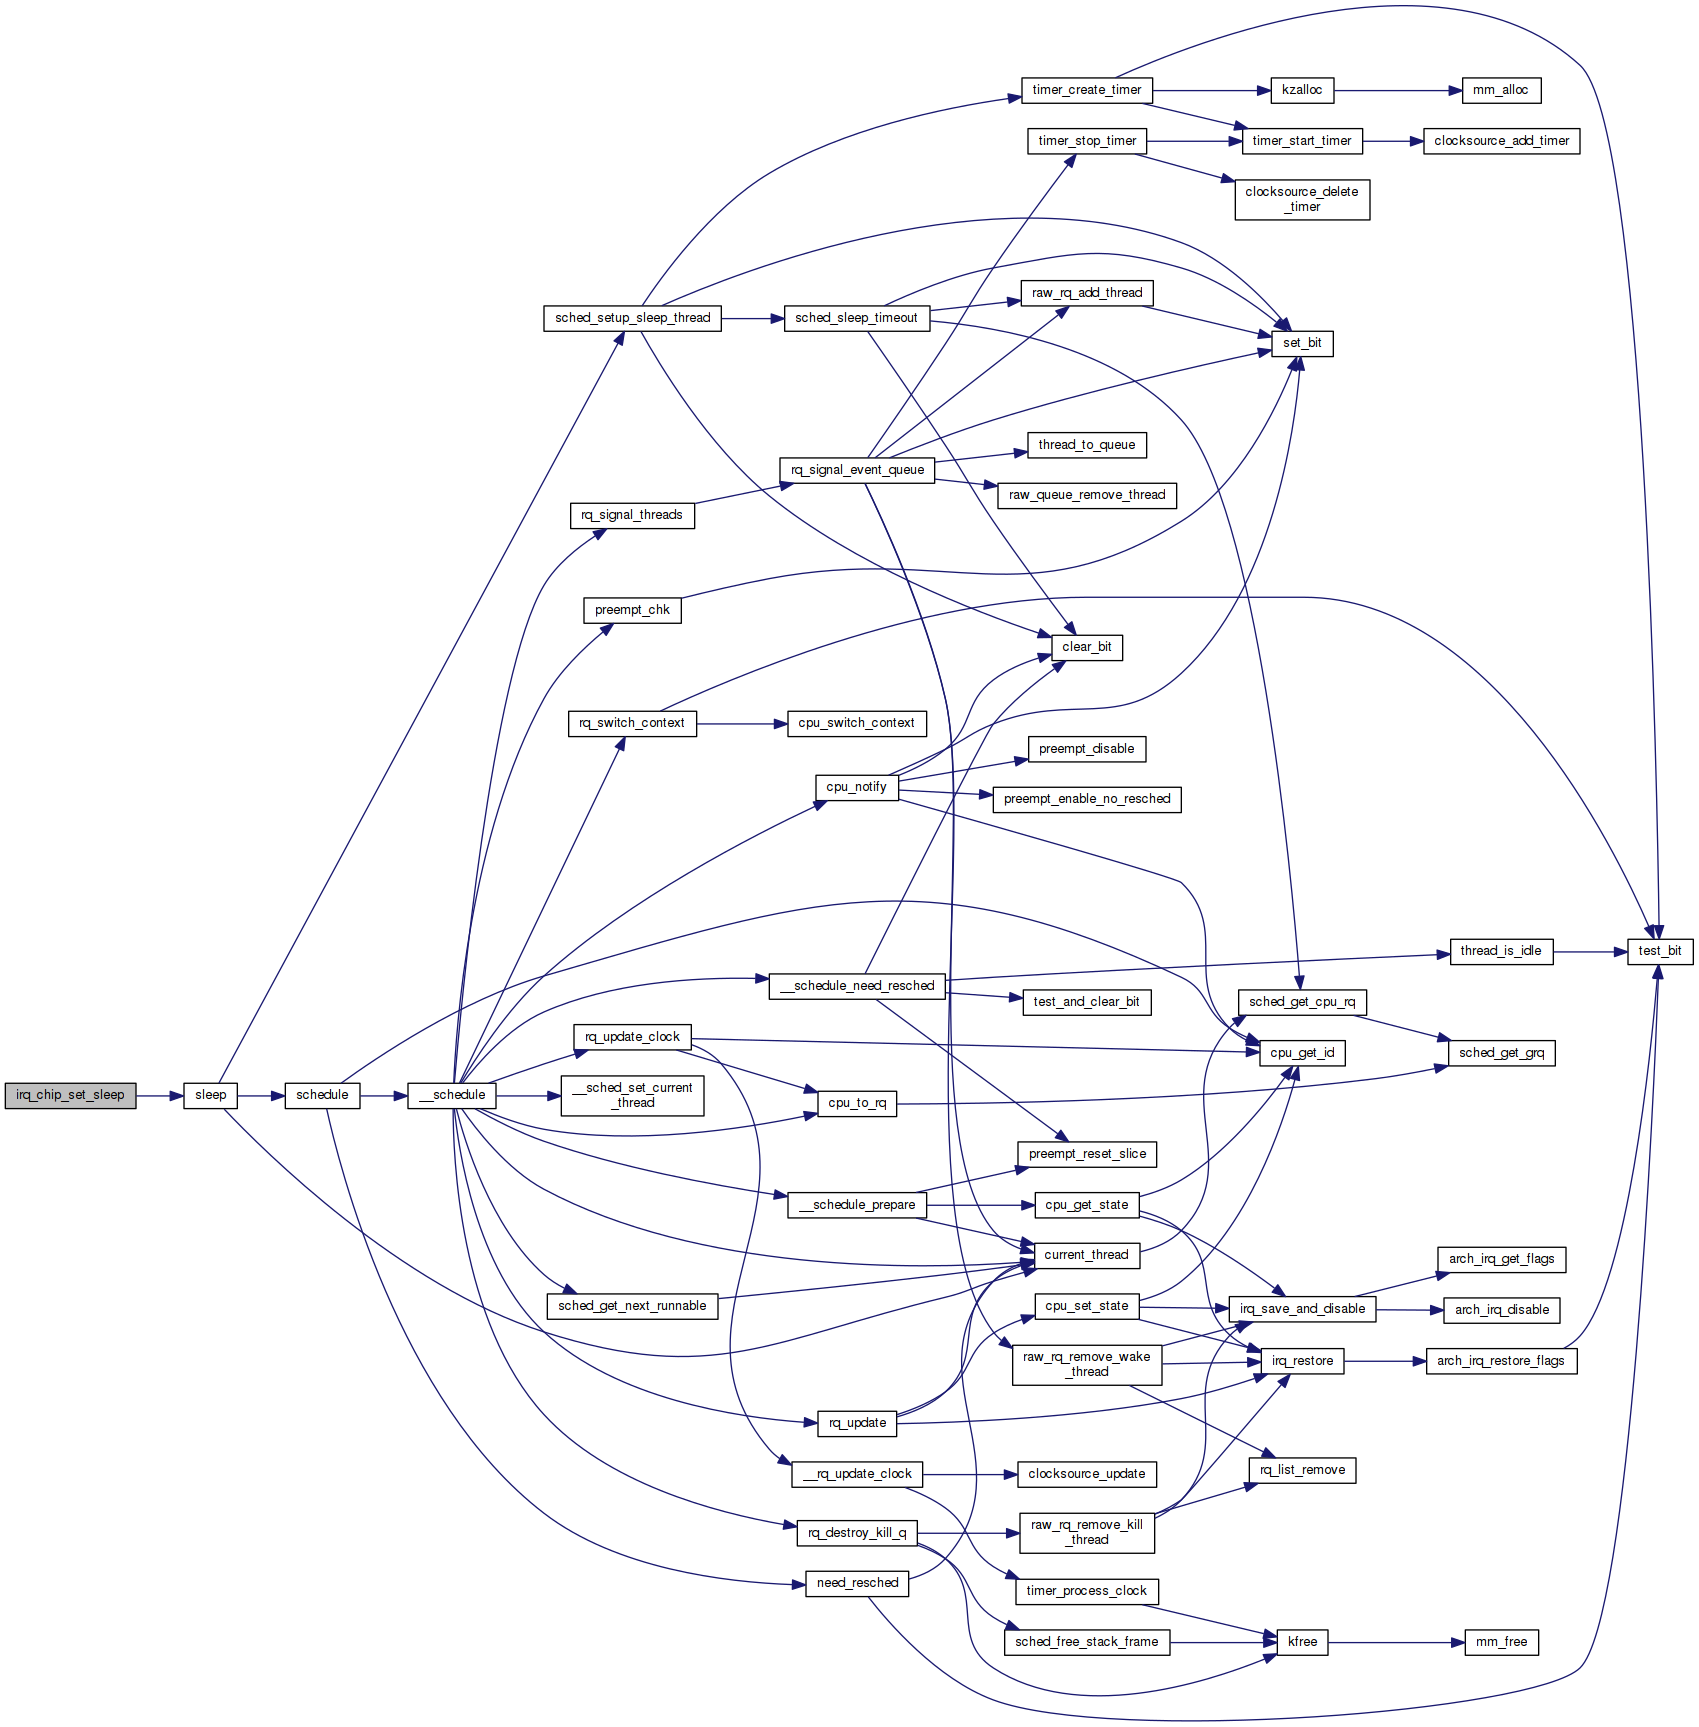 timer_create_timer
kzalloc
mm_alloc
timer_stop_timer
timer_start_timer
clocksource_add_timer
clocksource_delete
_timer
sched_setup_sleep_thread
sched_sleep_timeout
raw_rq_add_thread
set_bit
rq_signal_event_queue
thread_to_queue
raw_queue_remove_thread
rq_signal_threads
preempt_chk
clear_bit
rq_switch_context
cpu_switch_context
preempt_disable
cpu_notify
preempt_enable_no_resched
thread_is_idle
test_bit
__schedule_need_resched
test_and_clear_bit
sched_get_cpu_rq
rq_update_clock
cpu_get_id
sched_get_grq
irq_chip_set_sleep
sleep
schedule
__schedule
__sched_set_current
_thread
cpu_to_rq
preempt_reset_slice
__schedule_prepare
cpu_get_state
current_thread
arch_irq_get_flags
sched_get_next_runnable
cpu_set_state
irq_save_and_disable
arch_irq_disable
raw_rq_remove_wake
_thread
irq_restore
arch_irq_restore_flags
rq_update
__rq_update_clock
clocksource_update
rq_list_remove
rq_destroy_kill_q
raw_rq_remove_kill
_thread
need_resched
timer_process_clock
sched_free_stack_frame
kfree
mm_free